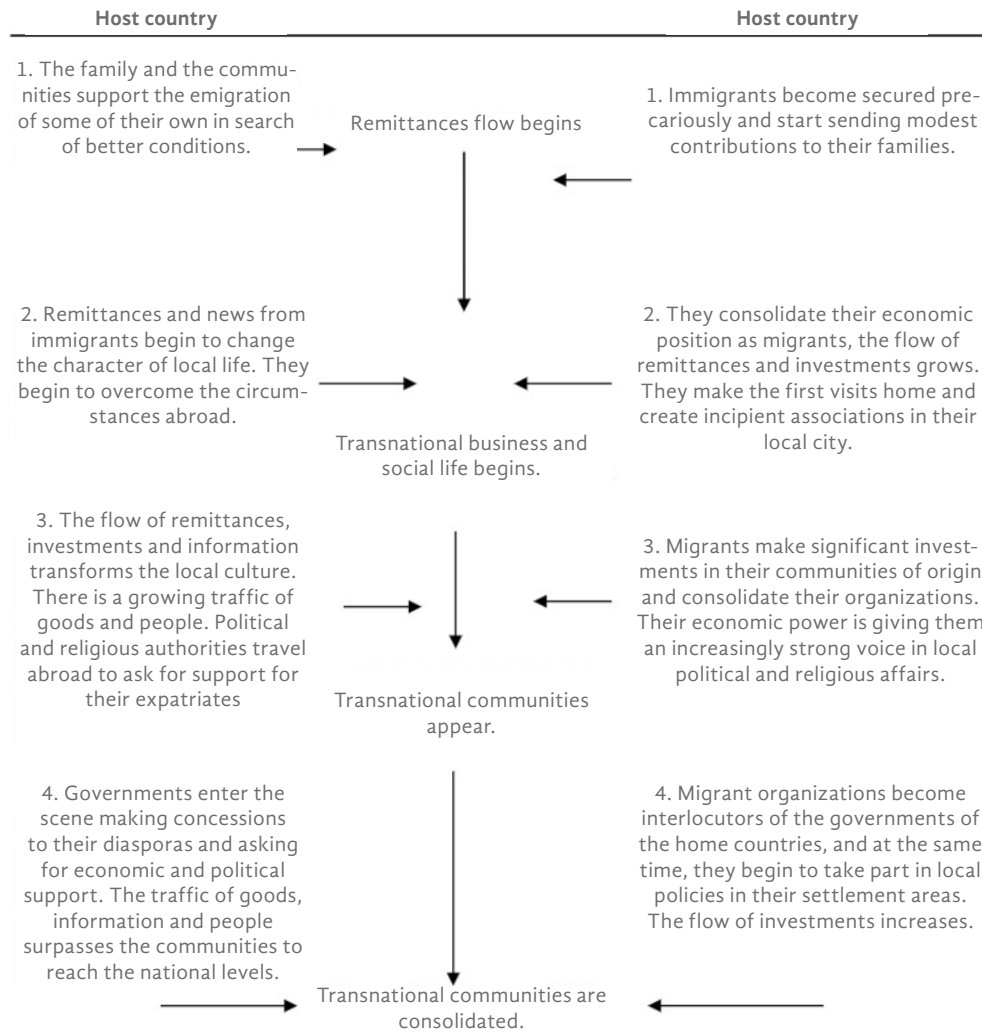 Host country
Host country
1. The family and the commu-
nities support the emigration
of some of their own in search
of better conditions.
Remittances flow begins
1. Immigrants become secured pre-
cariously and start sending modest
contributions to their families.
2. Remittances and news from
immigrants begin to change
the character of local life. They
begin to overcome the circum-
stances abroad.
2. They consolidate their economic
position as migrants, the flow of
remittances and investments grows.
They make the first visits home and
create incipient associations in their
local city.
Transnational business and
social life begins.
3. The flow of remittances,
investments and information
transforms the local culture.
There is a growing traffic of
goods and people. Political
and religious authorities travel
abroad to ask for support for
their expatriates
3. Migrants make significant invest-
ments in their communities of origin
and consolidate their organizations.
Their economic power is giving them
an increasingly strong voice in local
political and religious affairs.
Transnational communities
appear.
4. Governments enter the
scene making concessions
to their diasporas and asking
for economic and political
support. The traffic of goods,
information and people
surpasses the communities to
reach the national levels.
4. Migrant organizations become
interlocutors of the governments of
the home countries, and at the same
time, they begin to take part in local
policies in their settlement areas.
The flow of investments increases.
Transnational communities are
consolidated.